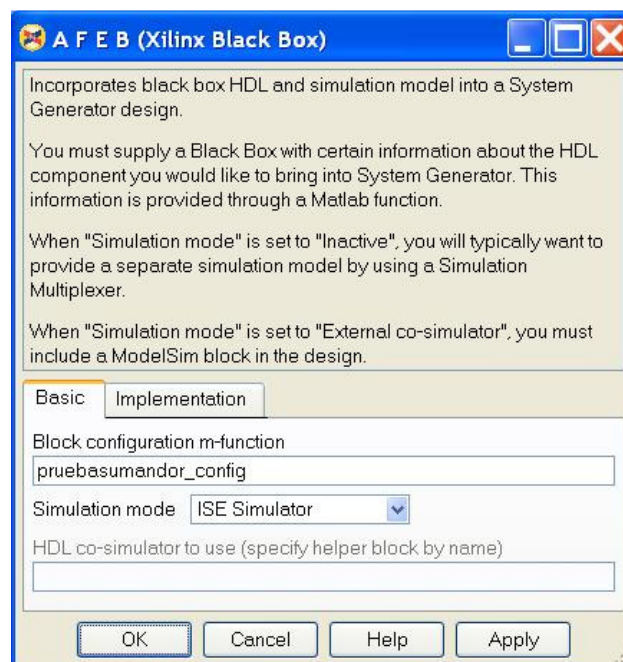 A F E B (Xilinx Black Box)
Incorporates black box HDL and simulation model into a System
Generator design.
You must supply a Black Box with certain information about the HDL
component you would like to bring into System Generator. This
information is provided through a Matlab function.
When "Simulation mode" is set to "Inactive", you will typically want to
provide a separate simulation model by using a Simulation
Multiplexer.
When "Simulation mode" is set to "External co-simulator", you must
include a ModelSim block in the design.
Basic Implementation
Block configuration m-function
pruebasumandor_config
Simulation mode ISE Simulator
HDL co-simulator to use (specify helper block by name)
OK Cancel Help Apply